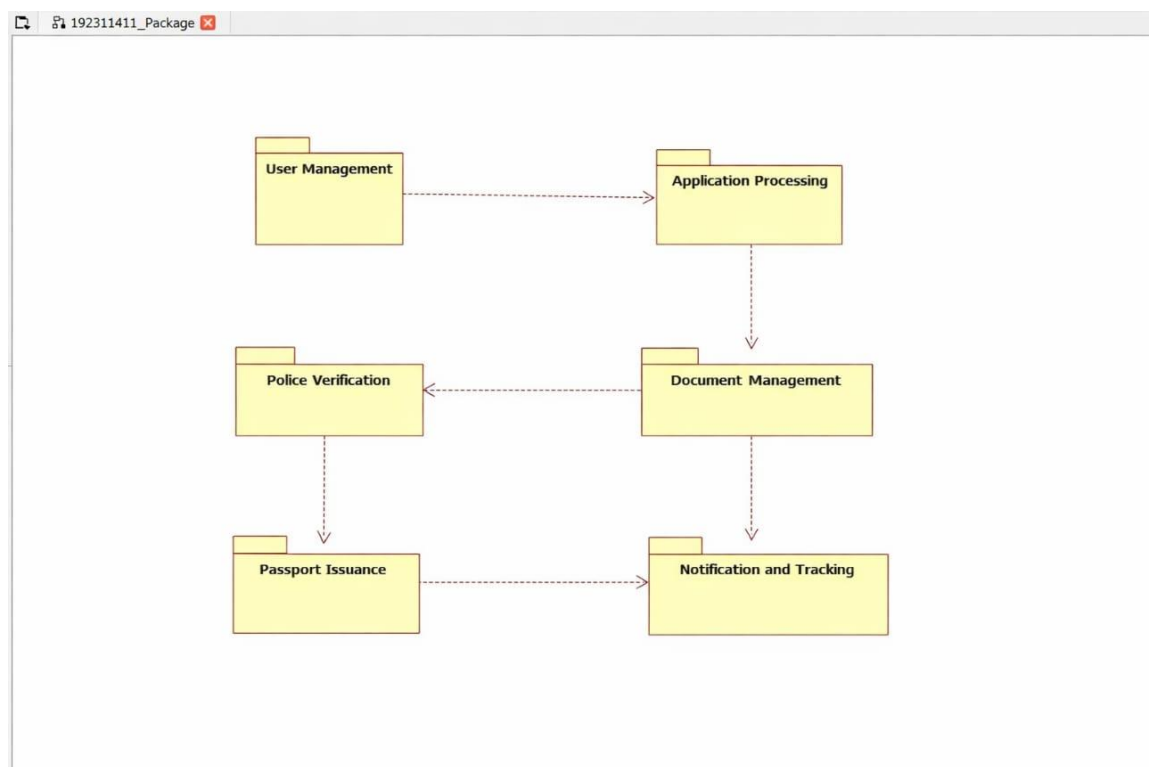 192311411_Package
User Management
Application Processing
Police Verification
Document Management
Passport Issuance
Notification and Tracking